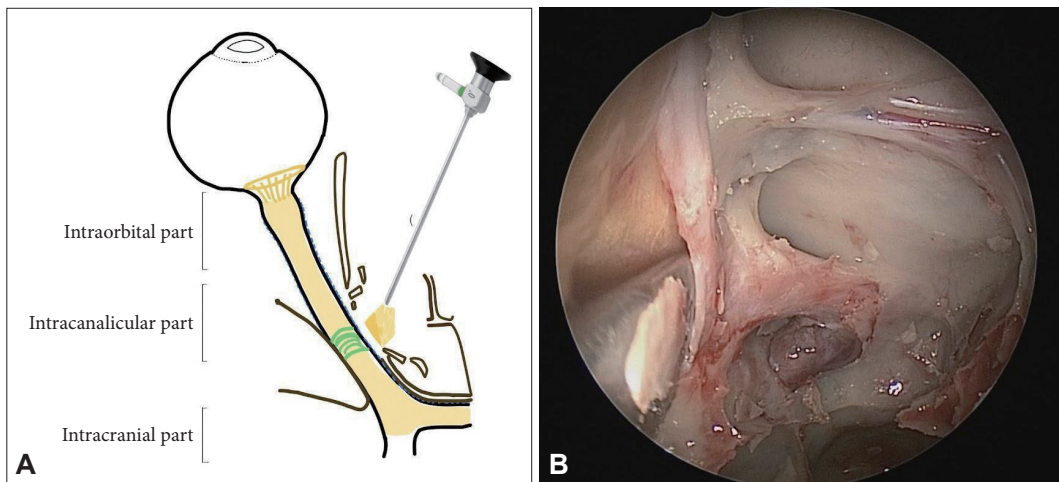 Intraorbital part
Intracanalicular part
Intracranial part
A
B